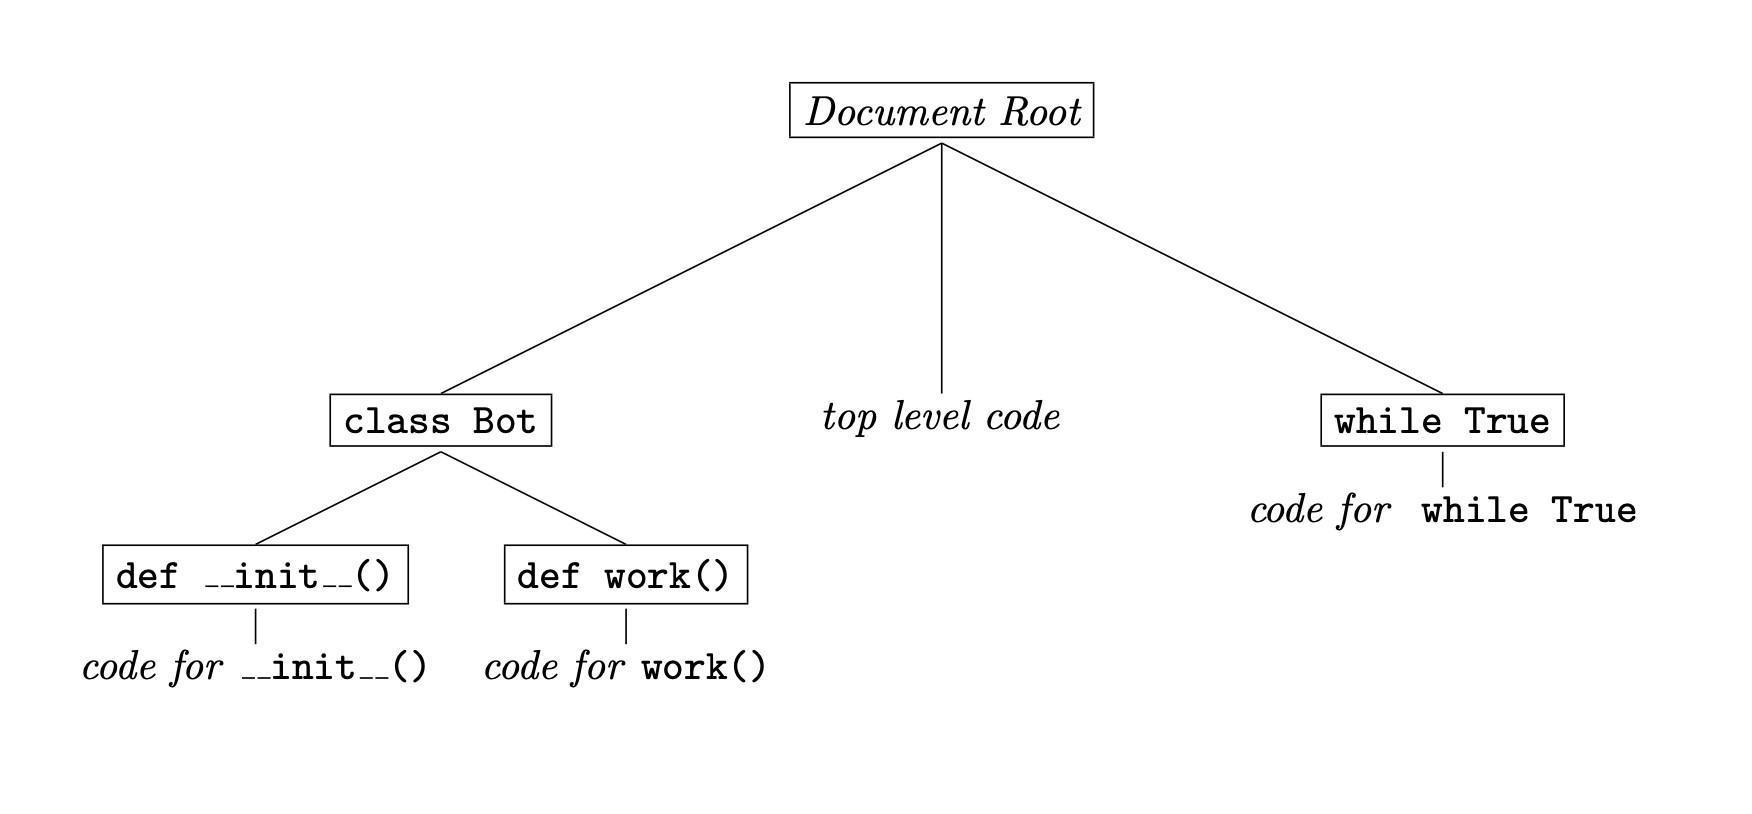 Document Root
class Bot
top level code
while True
code for while True
def __init__()
def work()
code for __init__()
code for work()